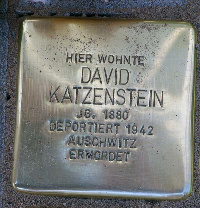 HIER WOHNTE
DAVID
KATZENSTEIN
JG. 1880
DEPORTIERT 1942
AUSCHWITZ
ERMORDET